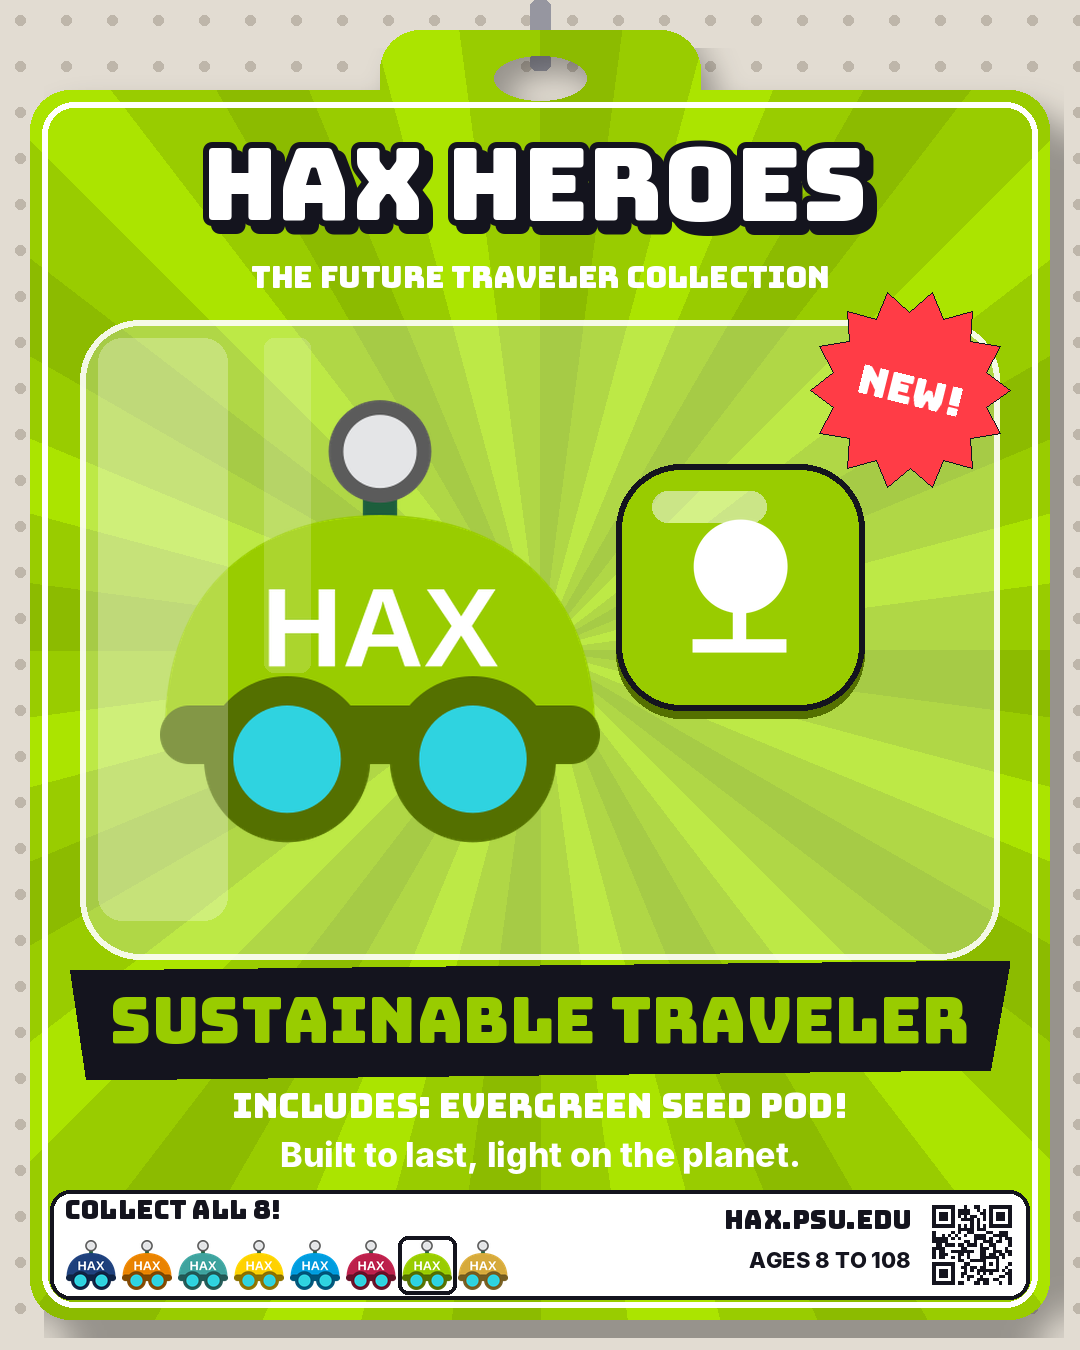 HAX HEROES
THE FUTURE TRAVELER COLLECTION
NEW!
HAX
SUSTAINABLE TRAVELER
INCLUDES: EVERGREEN SEED POD!
Built to last, light on the planet.
COLLECT ALL 8!
HAX HAX HAX HAX HAX HAX HAX HAX
HAX.PSU.EDU
AGES 8 TO 108